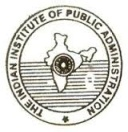 THE INDIAN INSTITUTE OF PUBLIC ADMINISTRATION